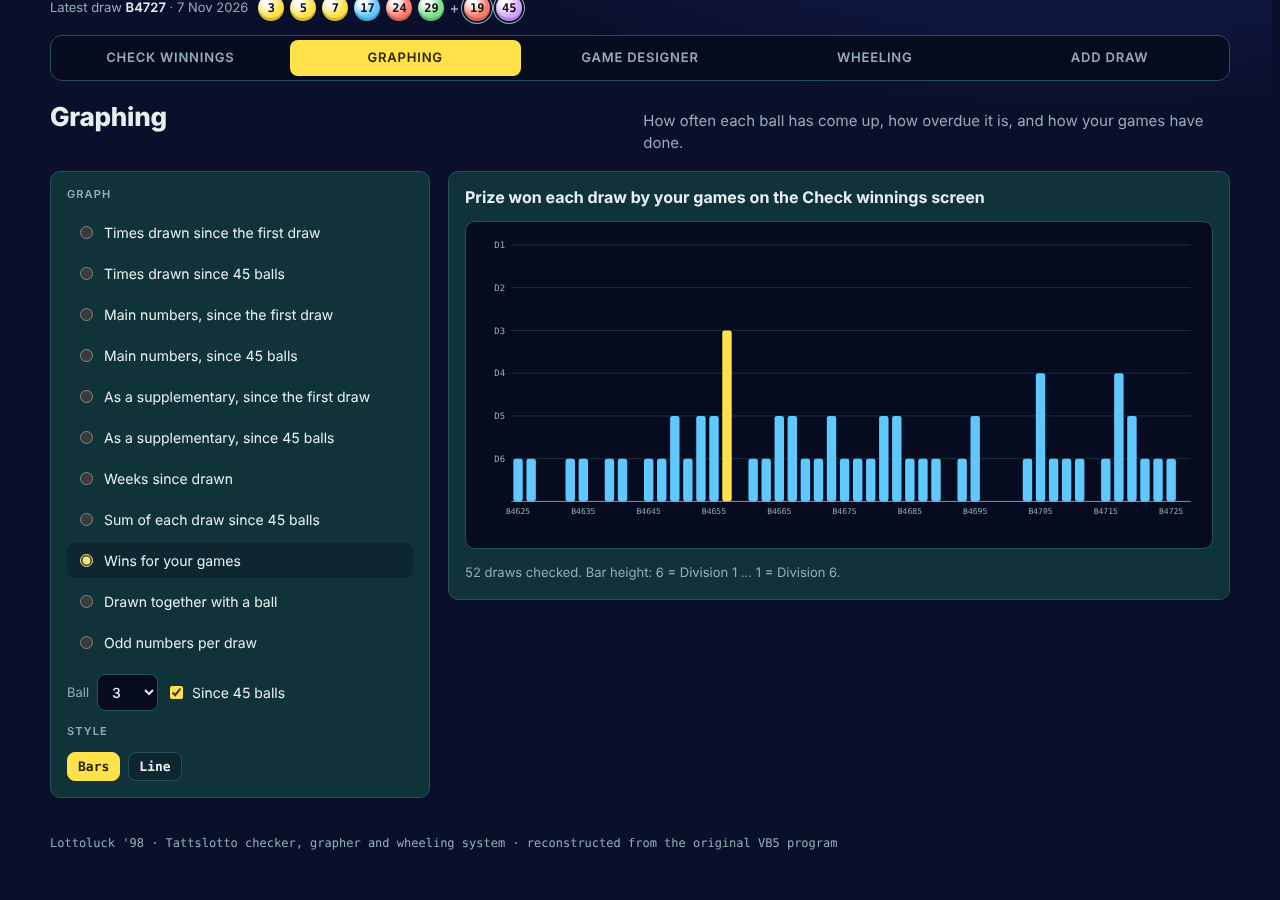 Latest draw B4727 · 7 Nov 2026 3 5 7 17 24 29 + 19 45
CHECK WINNINGS GRAPHING GAME DESIGNER WHEELING ADD DRAW
Graphing
How often each ball has come up, how overdue it is, and how your games have
done.
GRAPH
Times drawn since the first draw
Times drawn since 45 balls
Main numbers, since the first draw
Main numbers, since 45 balls
As a supplementary, since the first draw
As a supplementary, since 45 balls
Weeks since drawn
Sum of each draw since 45 balls
Wins for your games
Drawn together with a ball
Odd numbers per draw
Ball 3 Since 45 balls
STYLE
Bars Line
Prize won each draw by your games on the Check winnings screen
D1
D2
D3
D4
D5
D6
B4625 B4635 B4645 B4655 B4665 B4675 B4685 B4695 B4705 B4715 B4725
52 draws checked. Bar height: 6 = Division 1 … 1 = Division 6.
Lottoluck '98 · Tattslotto checker, grapher and wheeling system · reconstructed from the original VB5 program